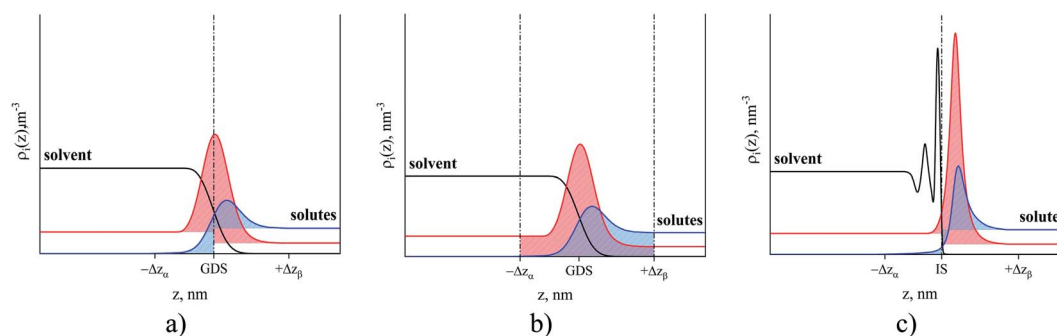 ρᵢ(z), m⁻³
solvent
solutes
−Δzα
GDS
+Δzβ
z, nm
a)
ρᵢ(z), nm⁻³
solvent
solutes
−Δzα
GDS
+Δzβ
z, nm
b)
ρᵢ(z), nm⁻³
solvent
solutes
−Δzα
IS
+Δzβ
z, nm
c)